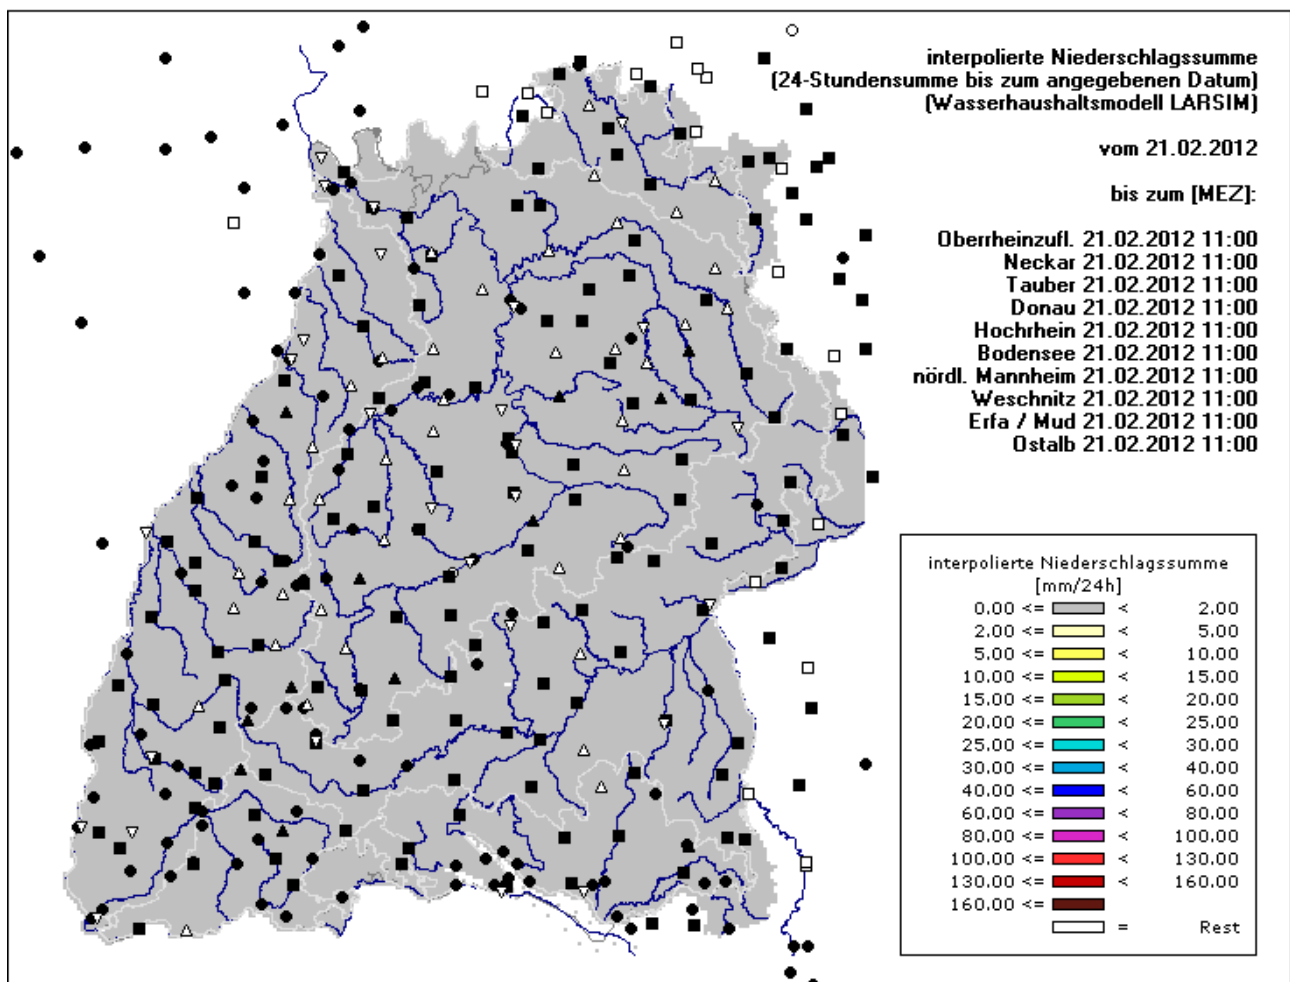 interpolierte Niederschlagssumme
(24-Stundensumme bis zum angegebenen Datum)
(Wasserhaushaltsmodell LARSIM)
vom 21.02.2012
bis zum [MEZ]:
Oberrheinzufl. 21.02.2012 11:00
Neckar 21.02.2012 11:00
Tauber 21.02.2012 11:00
Donau 21.02.2012 11:00
Hochrhein 21.02.2012 11:00
Bodensee 21.02.2012 11:00
nördl. Mannheim 21.02.2012 11:00
Weschnitz 21.02.2012 11:00
Erfa / Mud 21.02.2012 11:00
Ostalb 21.02.2012 11:00
interpolierte Niederschlagssumme
[mm/24h]
0.00 <= < 2.00
2.00 <= < 5.00
5.00 <= < 10.00
10.00 <= < 15.00
15.00 <= < 20.00
20.00 <= < 25.00
25.00 <= < 30.00
30.00 <= < 40.00
40.00 <= < 60.00
60.00 <= < 80.00
80.00 <= < 100.00
100.00 <= < 130.00
130.00 <= < 160.00
160.00 <=
= Rest